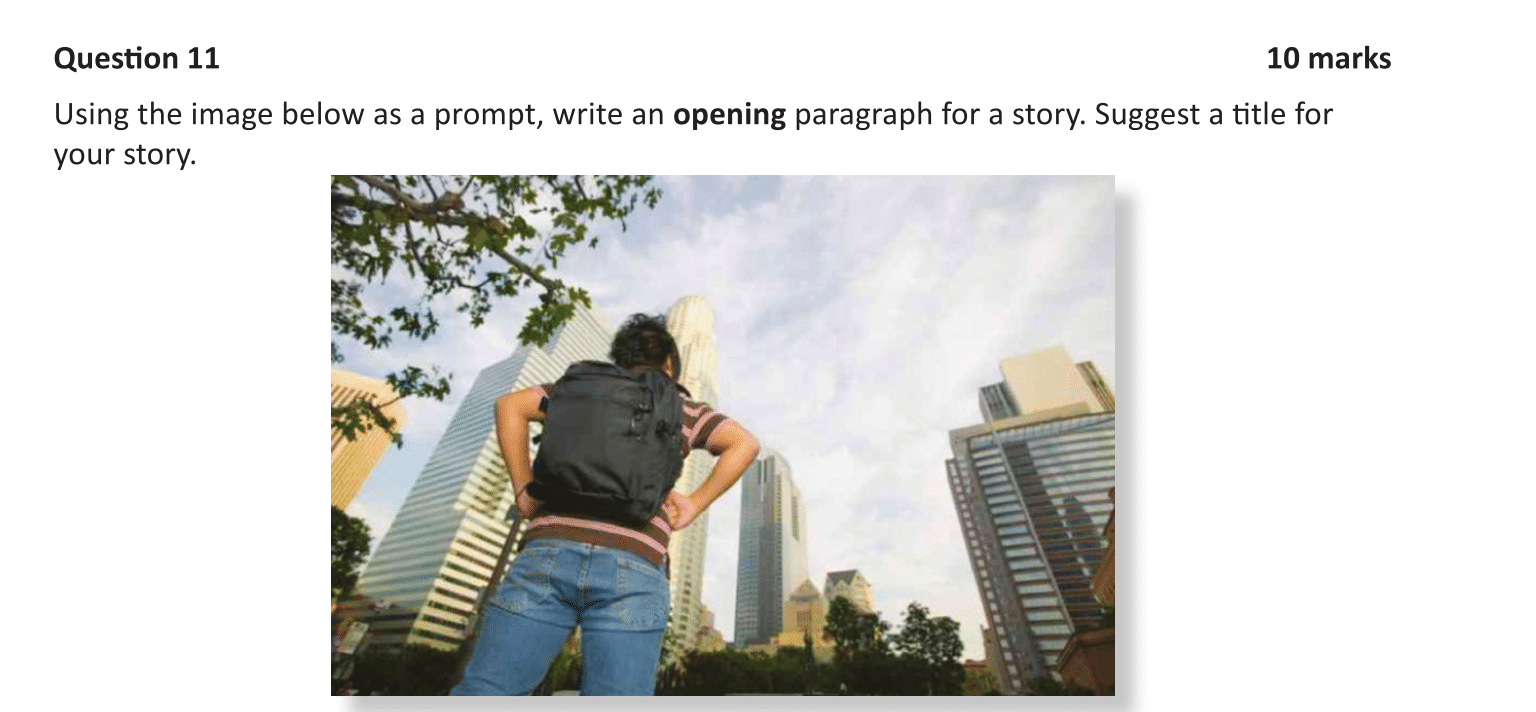 Question 11 10 marks
Using the image below as a prompt, write an opening paragraph for a story. Suggest a title for
your story.